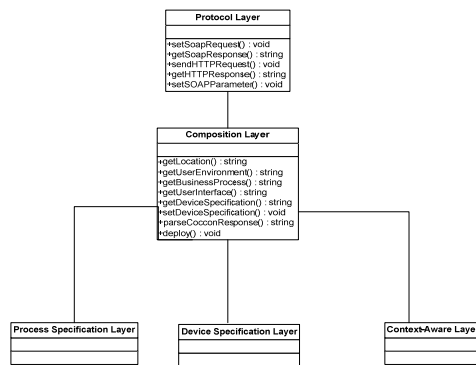 Protocol Layer
+setSoapRequest() : void
+getSoapResponse() : string
+sendHTTPRequest() : void
+getHTTPResponse() : string
+setSOAPParameter() : void
Composition Layer
+getLocation() : string
+getUserEnvironment() : string
+getBusinessProcess() : string
+getUserInterface() : string
+getDeviceSpecification() : string
+setDeviceSpecification() : void
+parseCocconResponse() : string
+deploy() : void
Process Specification Layer
Device Specification Layer
Context-Aware Layer